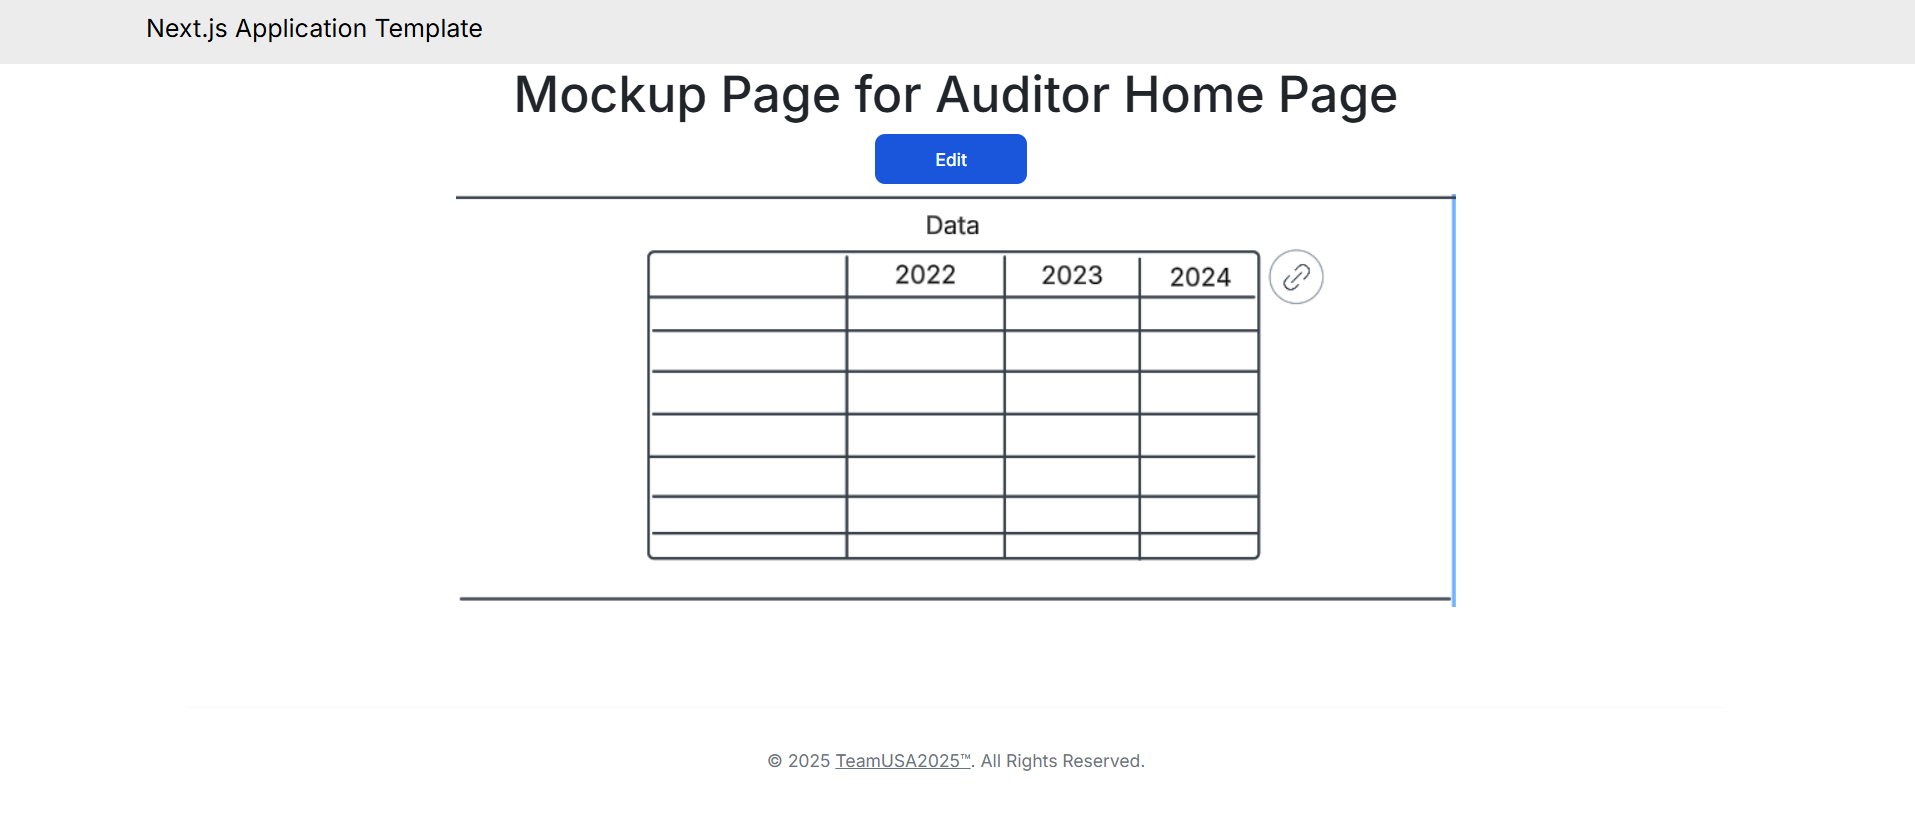 Next.js Application Template
Mockup Page for Auditor Home Page
Edit
Data
2022 2023 2024
© 2025 TeamUSA2025™. All Rights Reserved.